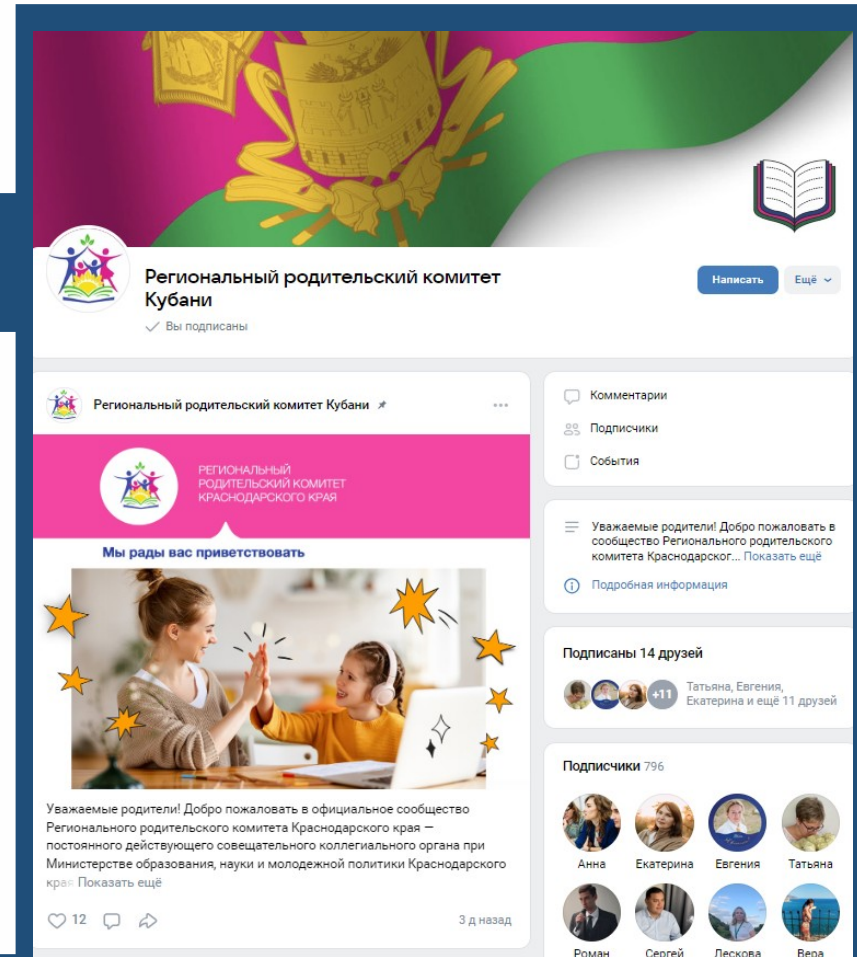 Региональный родительский комитет
Кубани
Вы подписаны
Написать
Ещё
Региональный родительский комитет Кубани
РЕГИОНАЛЬНЫЙ
РОДИТЕЛЬСКИЙ КОМИТЕТ
КРАСНОДАРСКОГО КРАЯ
Мы рады вас приветствовать
Уважаемые родители! Добро пожаловать в официальное сообщество
Регионального родительского комитета Краснодарского края —
постоянного действующего совещательного коллегиального органа при
Министерстве образования, науки и молодежной политики Краснодарского
края Показать ещё
12
3 д назад
Комментарии
Подписчики
События
Уважаемые родители! Добро пожаловать в
сообщество Регионального родительского
комитета Краснодарског... Показать ещё
Подробная информация
Подписаны 14 друзей
+11
Татьяна, Евгения,
Екатерина и ещё 11 друзей
Подписчики 796
Анна Екатерина Евгения Татьяна
Роман Сергей Лескова Вера